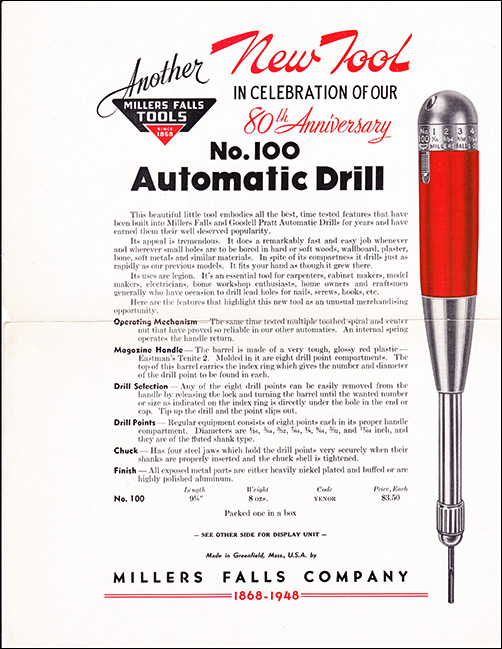 Another
New Tool
MILLERS FALLS
TOOLS
SINCE
1868
IN CELEBRATION OF OUR
80th Anniversary
No. 100
Automatic Drill
This beautiful little tool embodies all the best, time tested features that have
been built into Millers Falls and Goodell Pratt Automatic Drills for years and have
earned them their well deserved popularity.
Its appeal is tremendous. It does a remarkably fast and easy job whenever
and wherever small holes are to be bored in hard or soft woods, wallboard, plaster,
bone, soft metals and similar materials. In spite of its compactness it drills just as
rapidly as our previous models. It fits your hand as though it grew there.
Its uses are legion. It's an essential tool for carpenters, cabinet makers, model
makers, electricians, home workshop enthusiasts, home owners and craftsmen
generally who have occasion to drill lead holes for nails, screws, hooks, etc.
Here are the features that highlight this new tool as an unusual merchandising
opportunity.
Operating Mechanism — The same time tested multiple toothed spiral and center
nut that have proved so reliable in our other automatics. An internal spring
operates the handle return.
Magazine Handle — The barrel is made of a very tough, glossy red plastic —
Eastman's Tenite 2. Molded in it are eight drill point compartments. The
top of this barrel carries the index ring which gives the number and diameter
of the drill point to be found in each.
Drill Selection — Any of the eight drill points can be easily removed from the
handle by releasing the lock and turning the barrel until the wanted number
or size as indicated on the index ring is directly under the hole in the end or
cap. Tip up the drill and the point slips out.
Drill Points — Regular equipment consists of eight points each in its proper handle
compartment. Diameters are 1/16, 5/64, 3/32, 7/64, 1/8, 9/64, 5/32, and 11/64 inch, and
they are of the fluted shank type.
Chuck — Has four steel jaws which hold the drill points very securely when their
shanks are properly inserted and the chuck shell is tightened.
Finish — All exposed metal parts are either heavily nickel plated and buffed or are
highly polished aluminum.
Length Weight Code Price, Each
No. 100 9¾" 8 ozs. YENOR $3.50
Packed one in a box
— SEE OTHER SIDE FOR DISPLAY UNIT —
Made in Greenfield, Mass., U.S.A. by
MILLERS FALLS COMPANY
1868-1948
No 1 2 3 4
100
MILLERS FALLS CO.